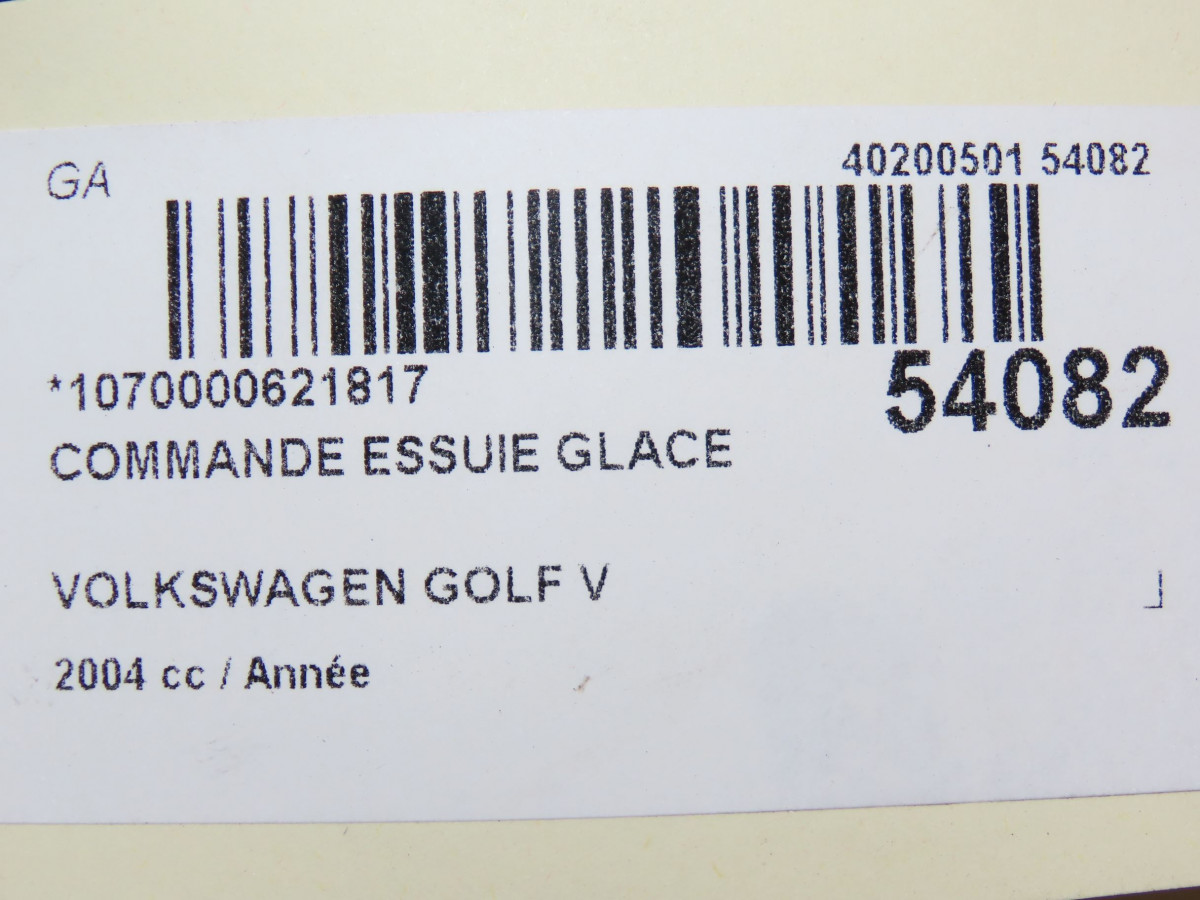 GA
40200501 54082
*1070000621817
54082
COMMANDE ESSUIE GLACE
VOLKSWAGEN GOLF V
2004 cc / Année